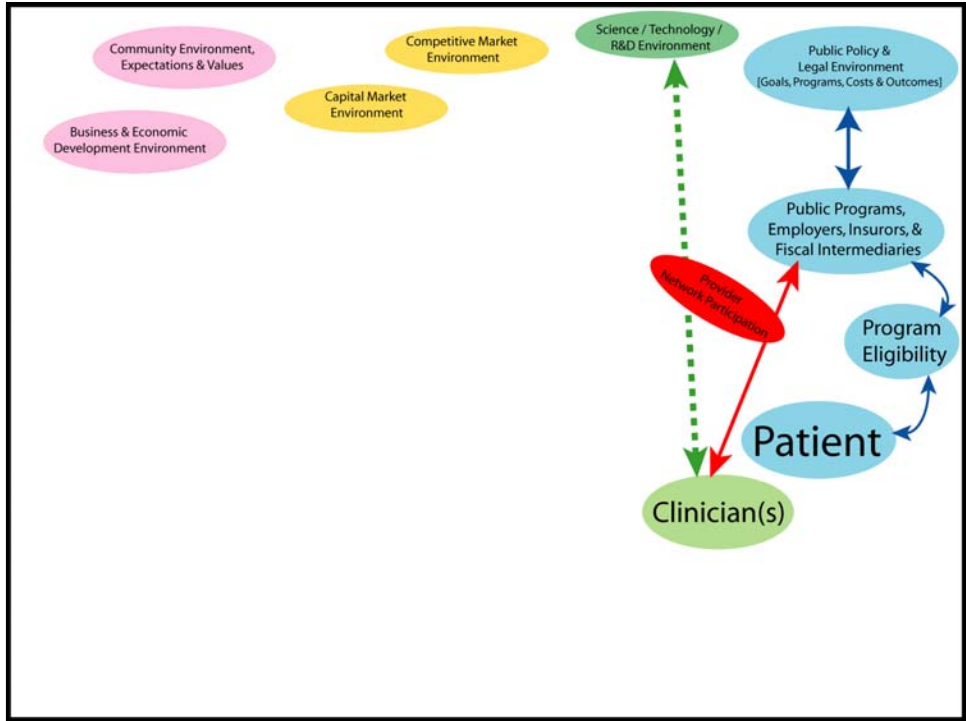 Community Environment,
Expectations & Values
Business & Economic
Development Environment
Competitive Market
Environment
Capital Market
Environment
Science / Technology /
R&D Environment
Public Policy &
Legal Environment
[Goals, Programs, Costs & Outcomes]
Public Programs,
Employers, Insurors, &
Fiscal Intermediaries
Provider
Network Participation
Program
Eligibility
Patient
Clinician(s)